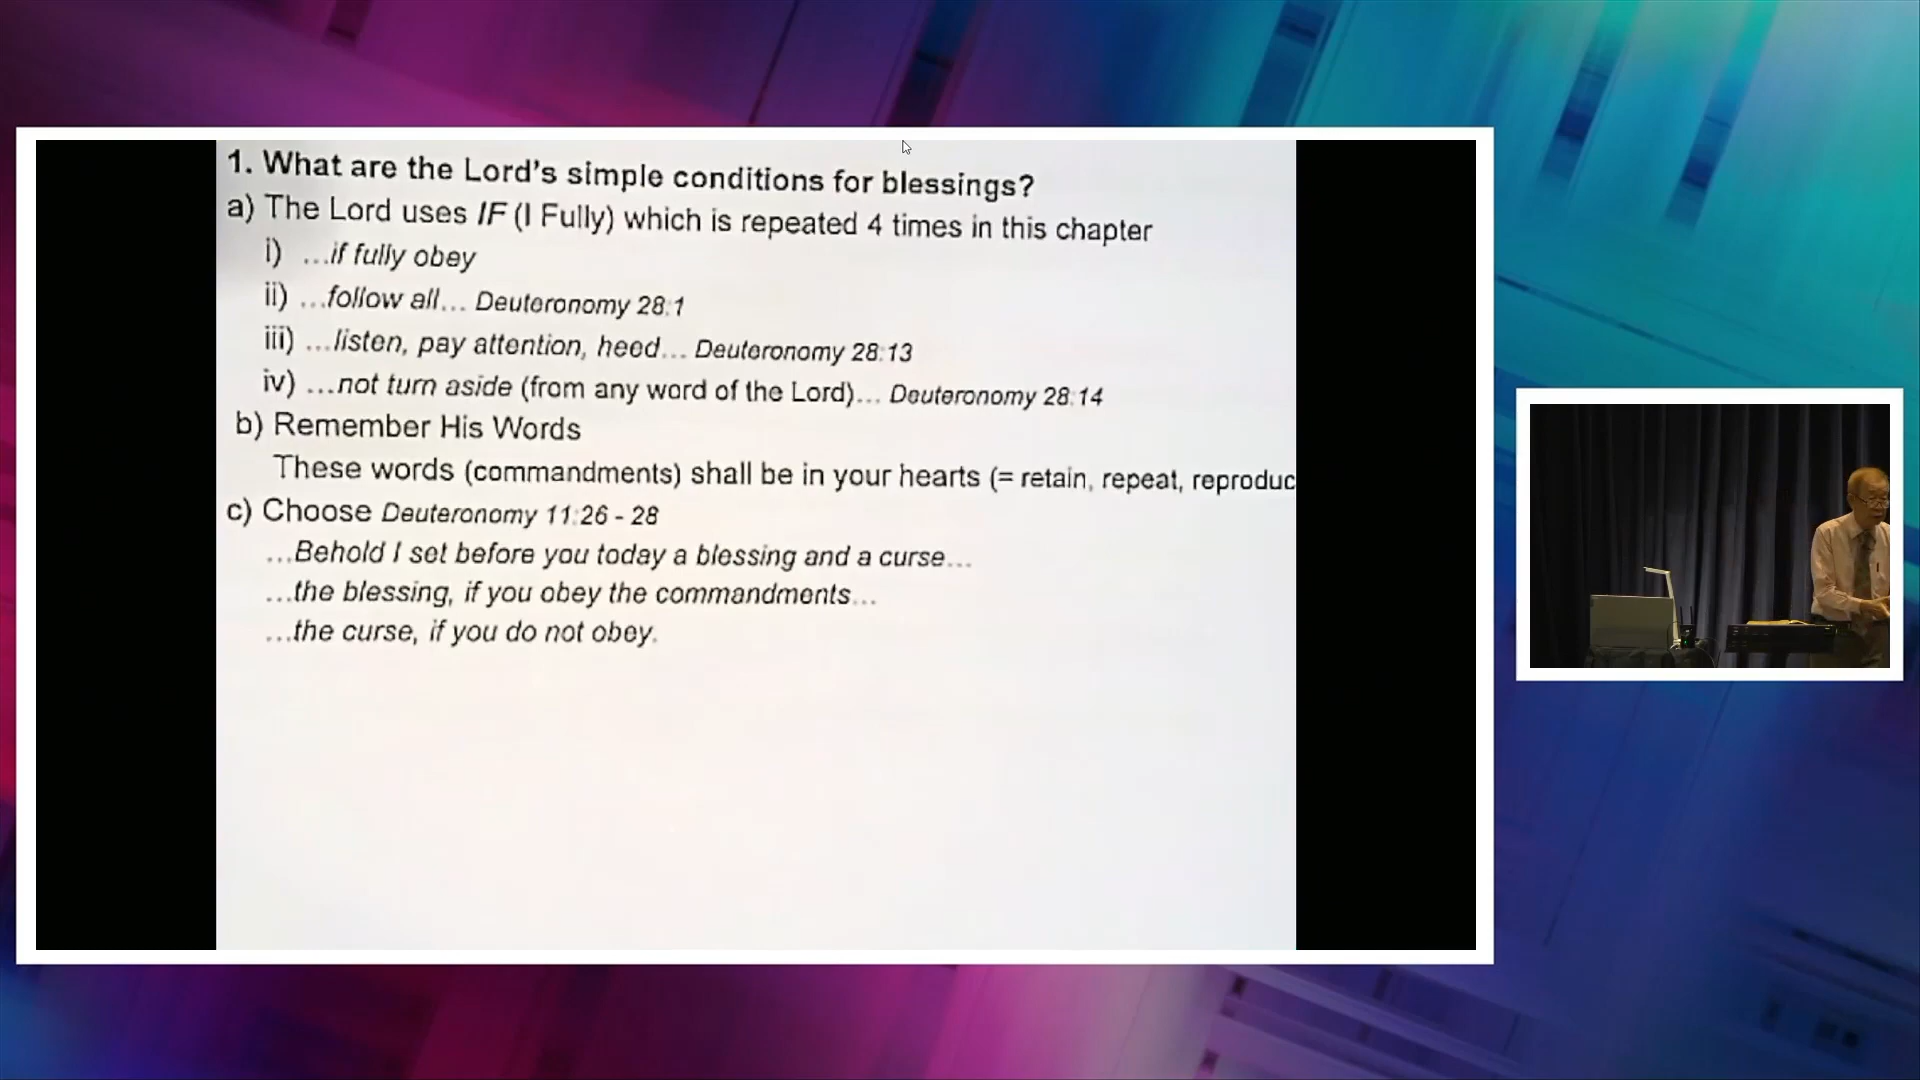 1. What are the Lord's simple conditions for blessings?
a) The Lord uses IF (I Fully) which is repeated 4 times in this chapter
i) ...if fully obey
ii) ...follow all... Deuteronomy 28:1
iii) ...listen, pay attention, heed... Deuteronomy 28:13
iv) ...not turn aside (from any word of the Lord)... Deuteronomy 28:14
b) Remember His Words
These words (commandments) shall be in your hearts (= retain, repeat, reproduc
c) Choose Deuteronomy 11:26 - 28
...Behold I set before you today a blessing and a curse...
...the blessing, if you obey the commandments...
...the curse, if you do not obey.